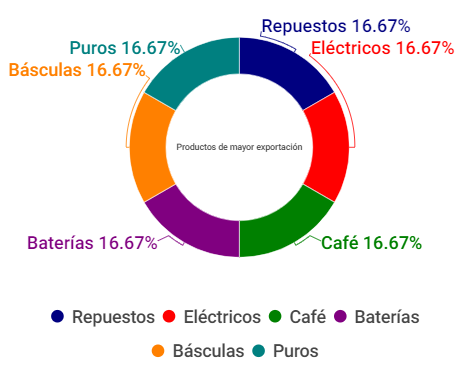 Repuestos 16.67%
Puros 16.67%
Eléctricos 16.67%
Básculas 16.67%
Productos de mayor exportación
Baterías 16.67%
Café 16.67%
Repuestos Eléctricos Café Baterías
Básculas Puros